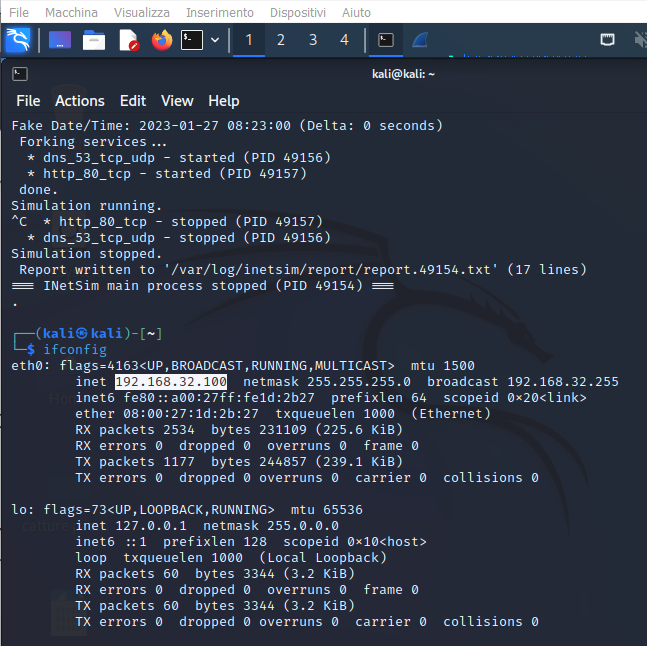 File Macchina Visualizza Inserimento Dispositivi Aiuto
1 2 3 4
kali@kali: ~
File Actions Edit View Help
Fake Date/Time: 2023-01-27 08:23:00 (Delta: 0 seconds)
Forking services...
* dns_53_tcp_udp - started (PID 49156)
* http_80_tcp - started (PID 49157)
done.
Simulation running.
^C * http_80_tcp - stopped (PID 49157)
* dns_53_tcp_udp - stopped (PID 49156)
Simulation stopped.
Report written to '/var/log/inetsim/report/report.49154.txt' (17 lines)
=== INetSim main process stopped (PID 49154) ===
.
┌──(kali㉿kali)-[~]
└─$ ifconfig
eth0: flags=4163<UP,BROADCAST,RUNNING,MULTICAST> mtu 1500
inet 192.168.32.100 netmask 255.255.255.0 broadcast 192.168.32.255
inet6 fe80::a00:27ff:fe1d:2b27 prefixlen 64 scopeid 0x20<link>
ether 08:00:27:1d:2b:27 txqueuelen 1000 (Ethernet)
RX packets 2534 bytes 231109 (225.6 KiB)
RX errors 0 dropped 0 overruns 0 frame 0
TX packets 1177 bytes 244857 (239.1 KiB)
TX errors 0 dropped 0 overruns 0 carrier 0 collisions 0
lo: flags=73<UP,LOOPBACK,RUNNING> mtu 65536
inet 127.0.0.1 netmask 255.0.0.0
inet6 ::1 prefixlen 128 scopeid 0x10<host>
loop txqueuelen 1000 (Local Loopback)
RX packets 60 bytes 3344 (3.2 KiB)
RX errors 0 dropped 0 overruns 0 frame 0
TX packets 60 bytes 3344 (3.2 KiB)
TX errors 0 dropped 0 overruns 0 carrier 0 collisions 0